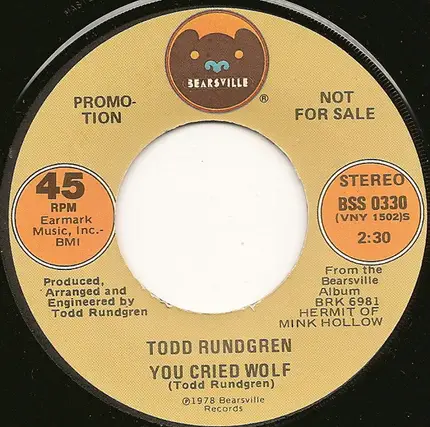 BEARSVILLE
®
PROMO-
TION
NOT
FOR SALE
45
RPM
Earmark
Music, Inc.-
BMI
STEREO
BSS 0330
(VNY 1502)S
2:30
Produced,
Arranged and
Engineered by
Todd Rundgren
From the
Bearsville
Album
BRK 6981
HERMIT OF
MINK HOLLOW
TODD RUNDGREN
YOU CRIED WOLF
(Todd Rundgren)
℗1978 Bearsville
Records